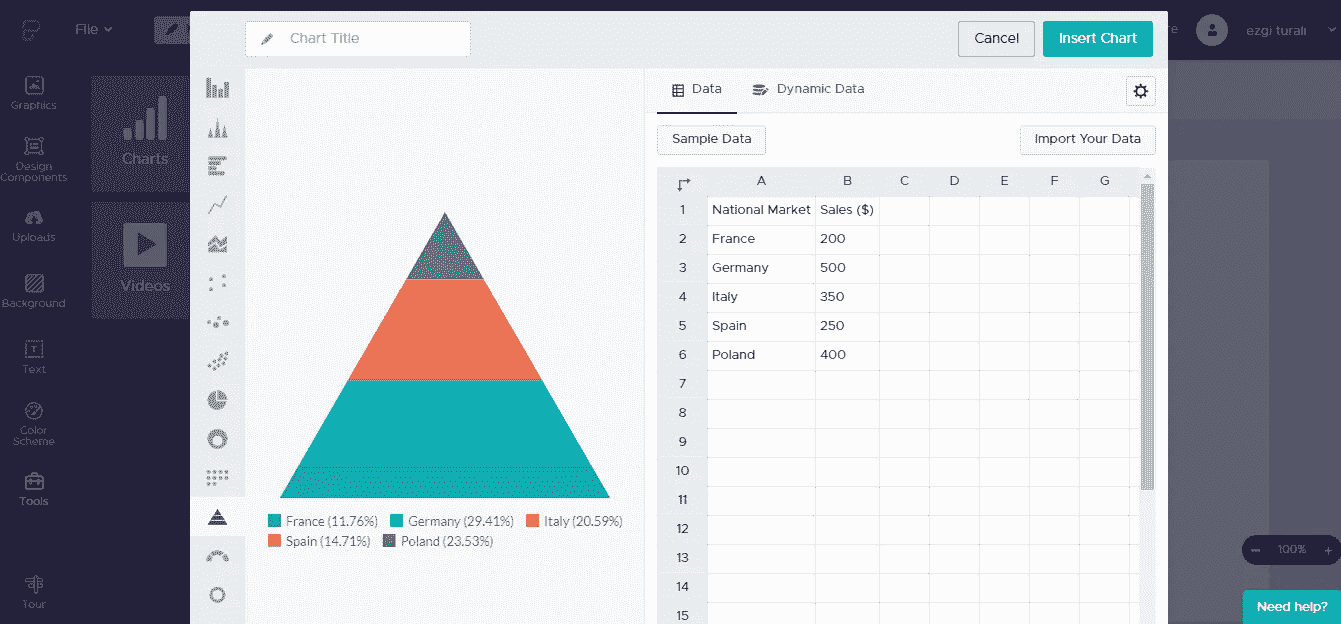 Flie
Chart Title
Cancel
Insert Chart
ezgi turali
Graphics
Design
Components
Uploads
Background
Text
Color
Scheme
Tools
Tour
Charts
Videos
Data
Dynamic Data
Sample Data
Import Your Data
A B C D E F G
1 National Market Sales ($)
2 France 200
3 Germany 500
4 Italy 350
5 Spain 250
6 Poland 400
7
8
9
10
11
12
13
14
15
France (11.76%) Germany (29.41%) Italy (20.59%)
Spain (14.71%) Poland (23.53%)
100%
Need help?